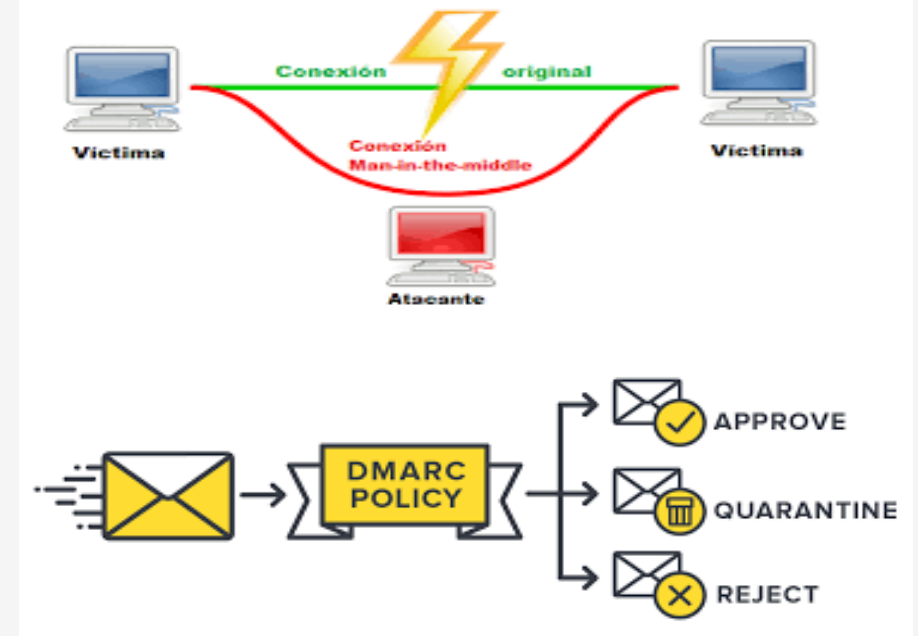 Conexión original
Víctima
Víctima
Conexión
Man-in-the-middle
Atacante
APPROVE
DMARC
POLICY
QUARANTINE
REJECT